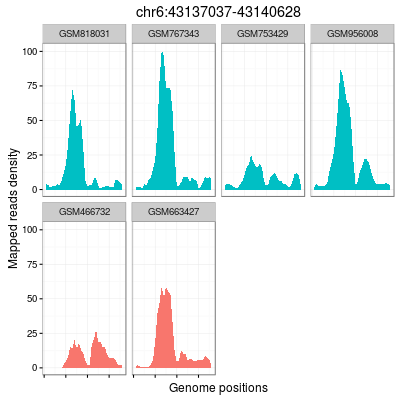 chr6:43137037-43140628
GSM818031 GSM767343 GSM753429 GSM956008
100
75
50
25
0
GSM466732 GSM663427
100
75
50
25
0
Mapped reads density
Genome positions